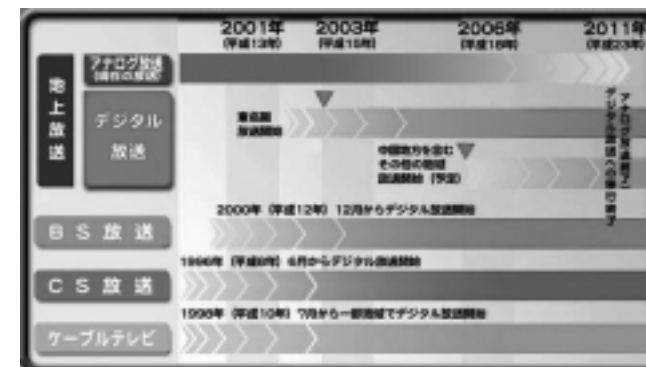 2001年 2003年 2006年 2011年
(平成13年) (平成15年) (平成18年) (平成23年)
地上放送
アナログ放送
(現在の放送)
デジタル
放送
東名阪
放送開始
中国地方を含む
その他の地域
放送開始 (予定)
アナログ放送終了
デジタル放送への移行完了
2000年 (平成12年) 12月からデジタル放送開始
BS放送
1996年 (平成8年) 6月からデジタル放送開始
CS放送
1998年 (平成10年) 7月から一部地域でデジタル放送開始
ケーブルテレビ